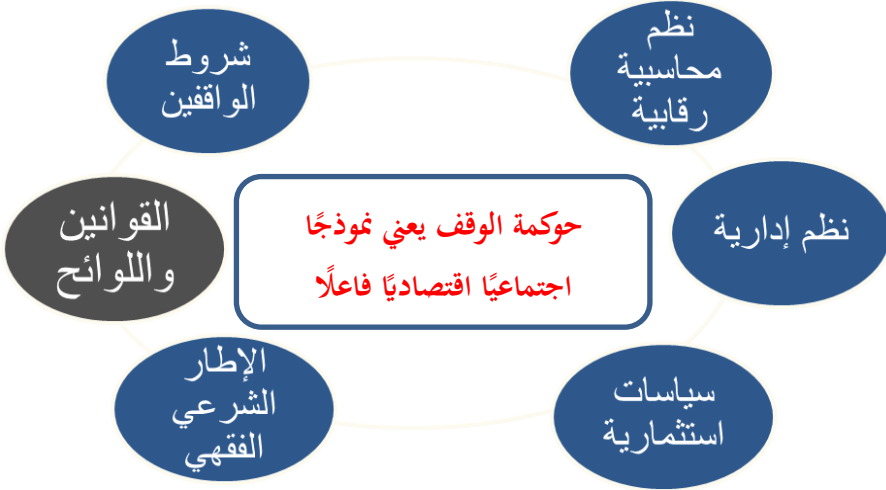 نظم
محاسبية
رقابية
شروط
الواقفين
نظم إدارية
القوانين
واللوائح
حوكمة الوقف يعني نموذجًا
اجتماعيًا اقتصاديًا فاعلًا
سياسات
استثمارية
الإطار
الشرعي
الفقهي